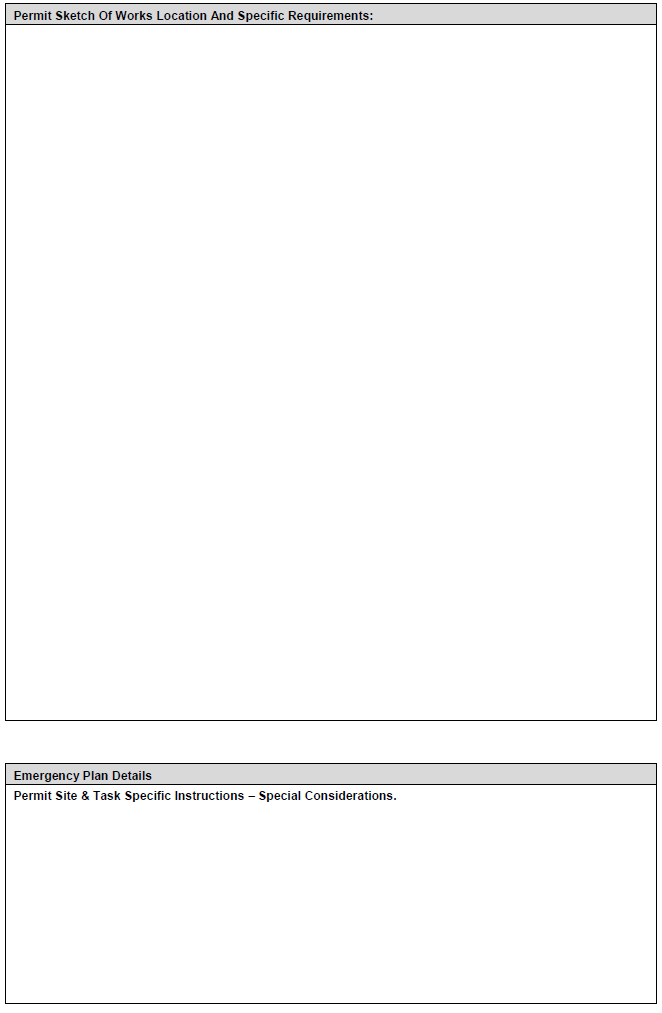 Permit Sketch Of Works Location And Specific Requirements:
Emergency Plan Details
Permit Site & Task Specific Instructions – Special Considerations.